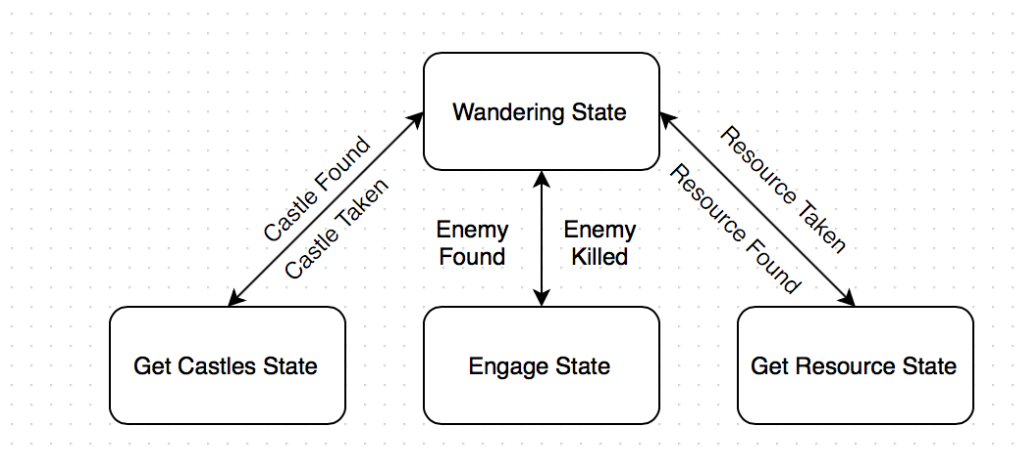 Wandering State
Castle Found
Castle Taken
Enemy
Found
Enemy
Killed
Resource Taken
Resource Found
Get Castles State
Engage State
Get Resource State